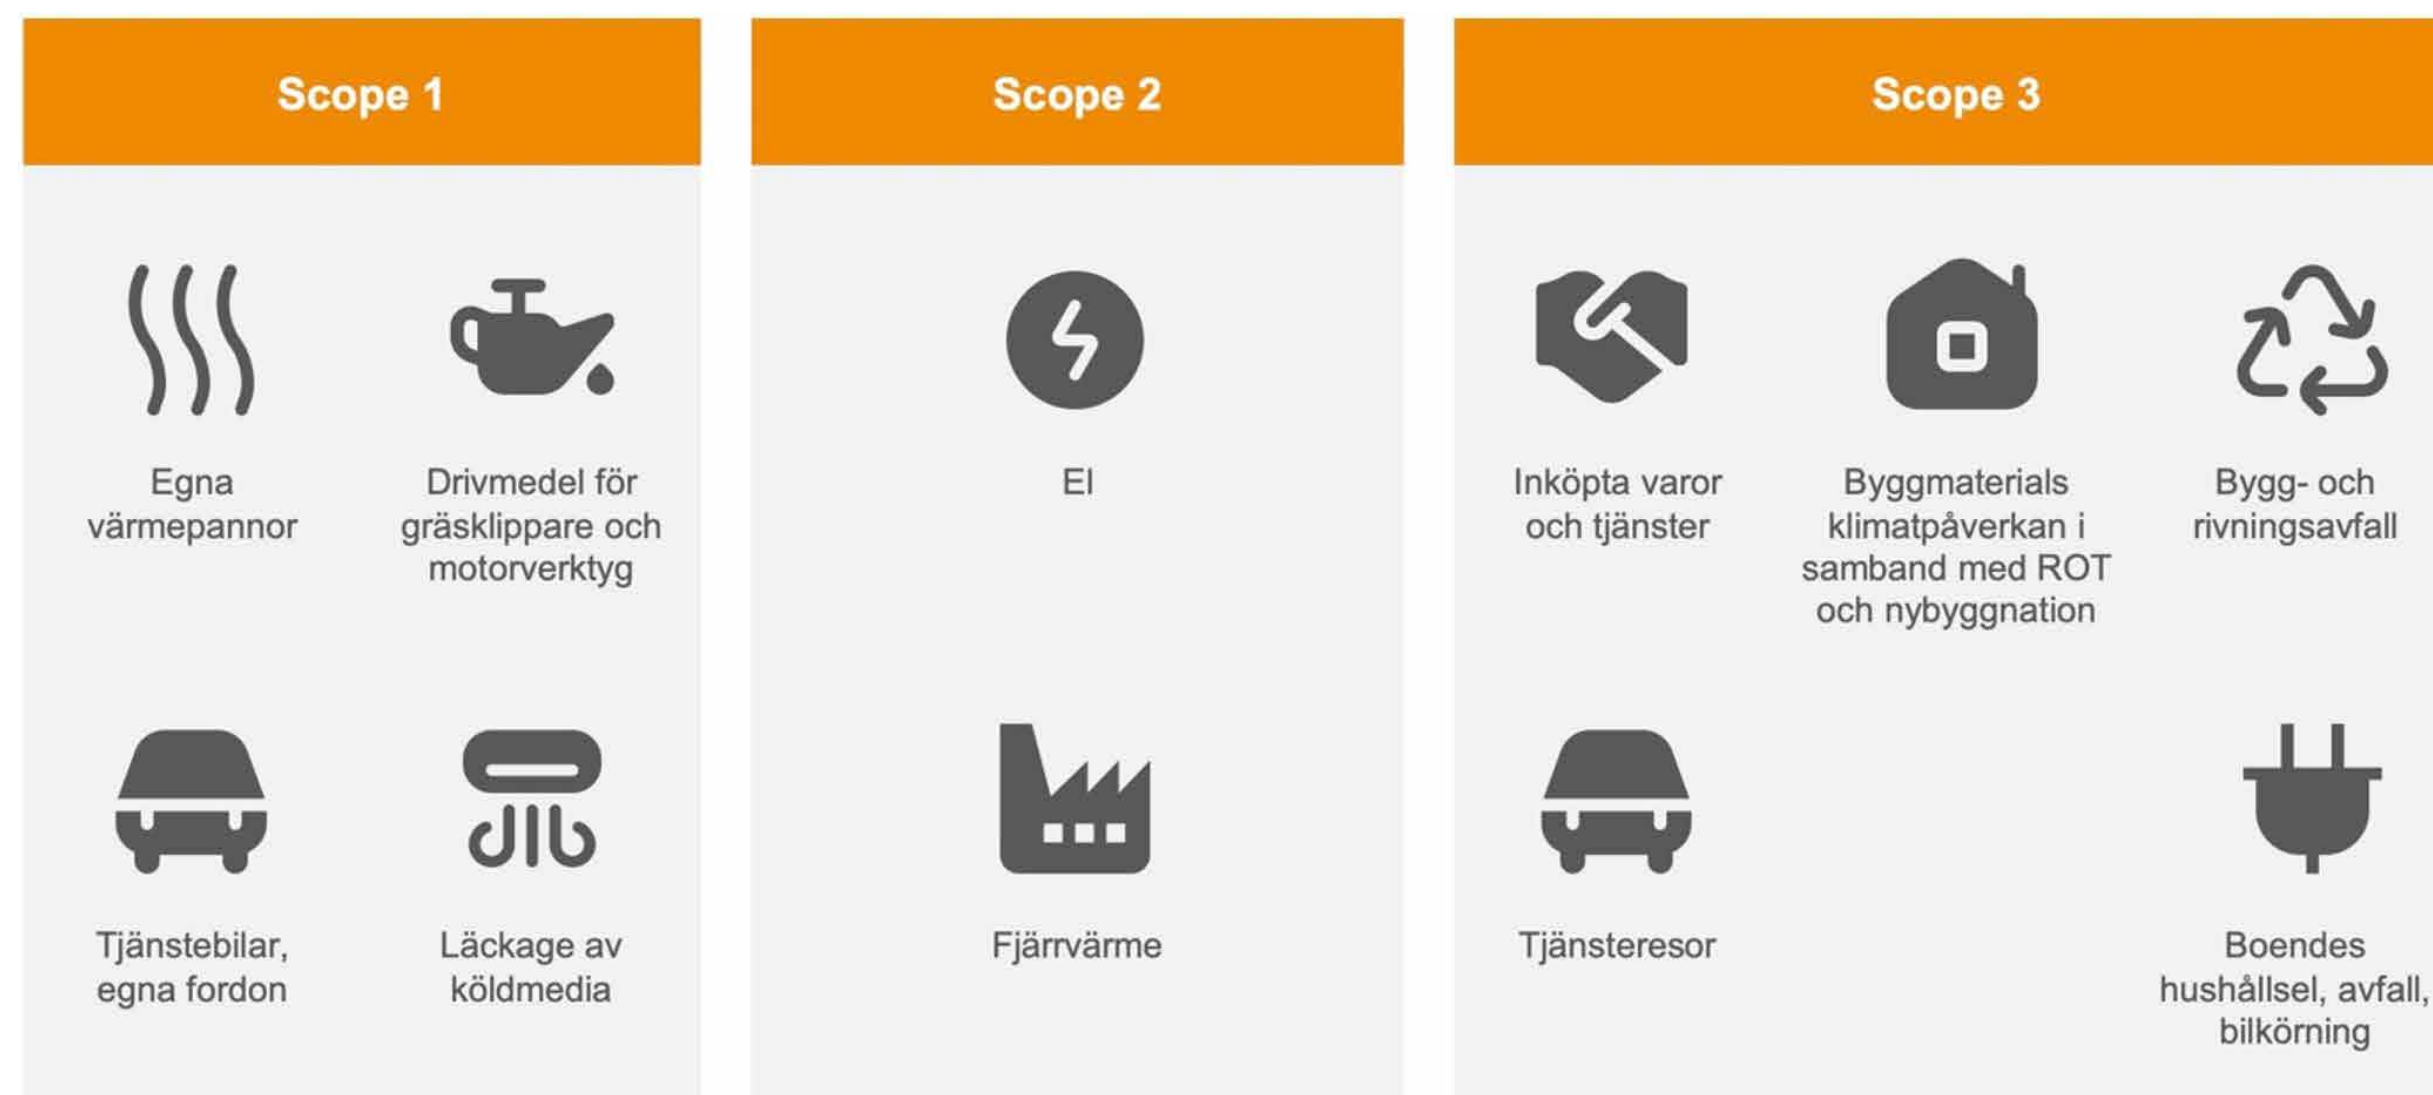 Scope 1
Egna
värmepannor
Drivmedel för
gräsklippare och
motorverktyg
Tjänstebilar,
egna fordon
Läckage av
köldmedia
Scope 2
El
Fjärrvärme
Scope 3
Inköpta varor
och tjänster
Byggmaterials
klimatpåverkan i
samband med ROT
och nybyggnation
Bygg- och
rivningsavfall
Tjänsteresor
Boendes
hushållsel, avfall,
bilkörning